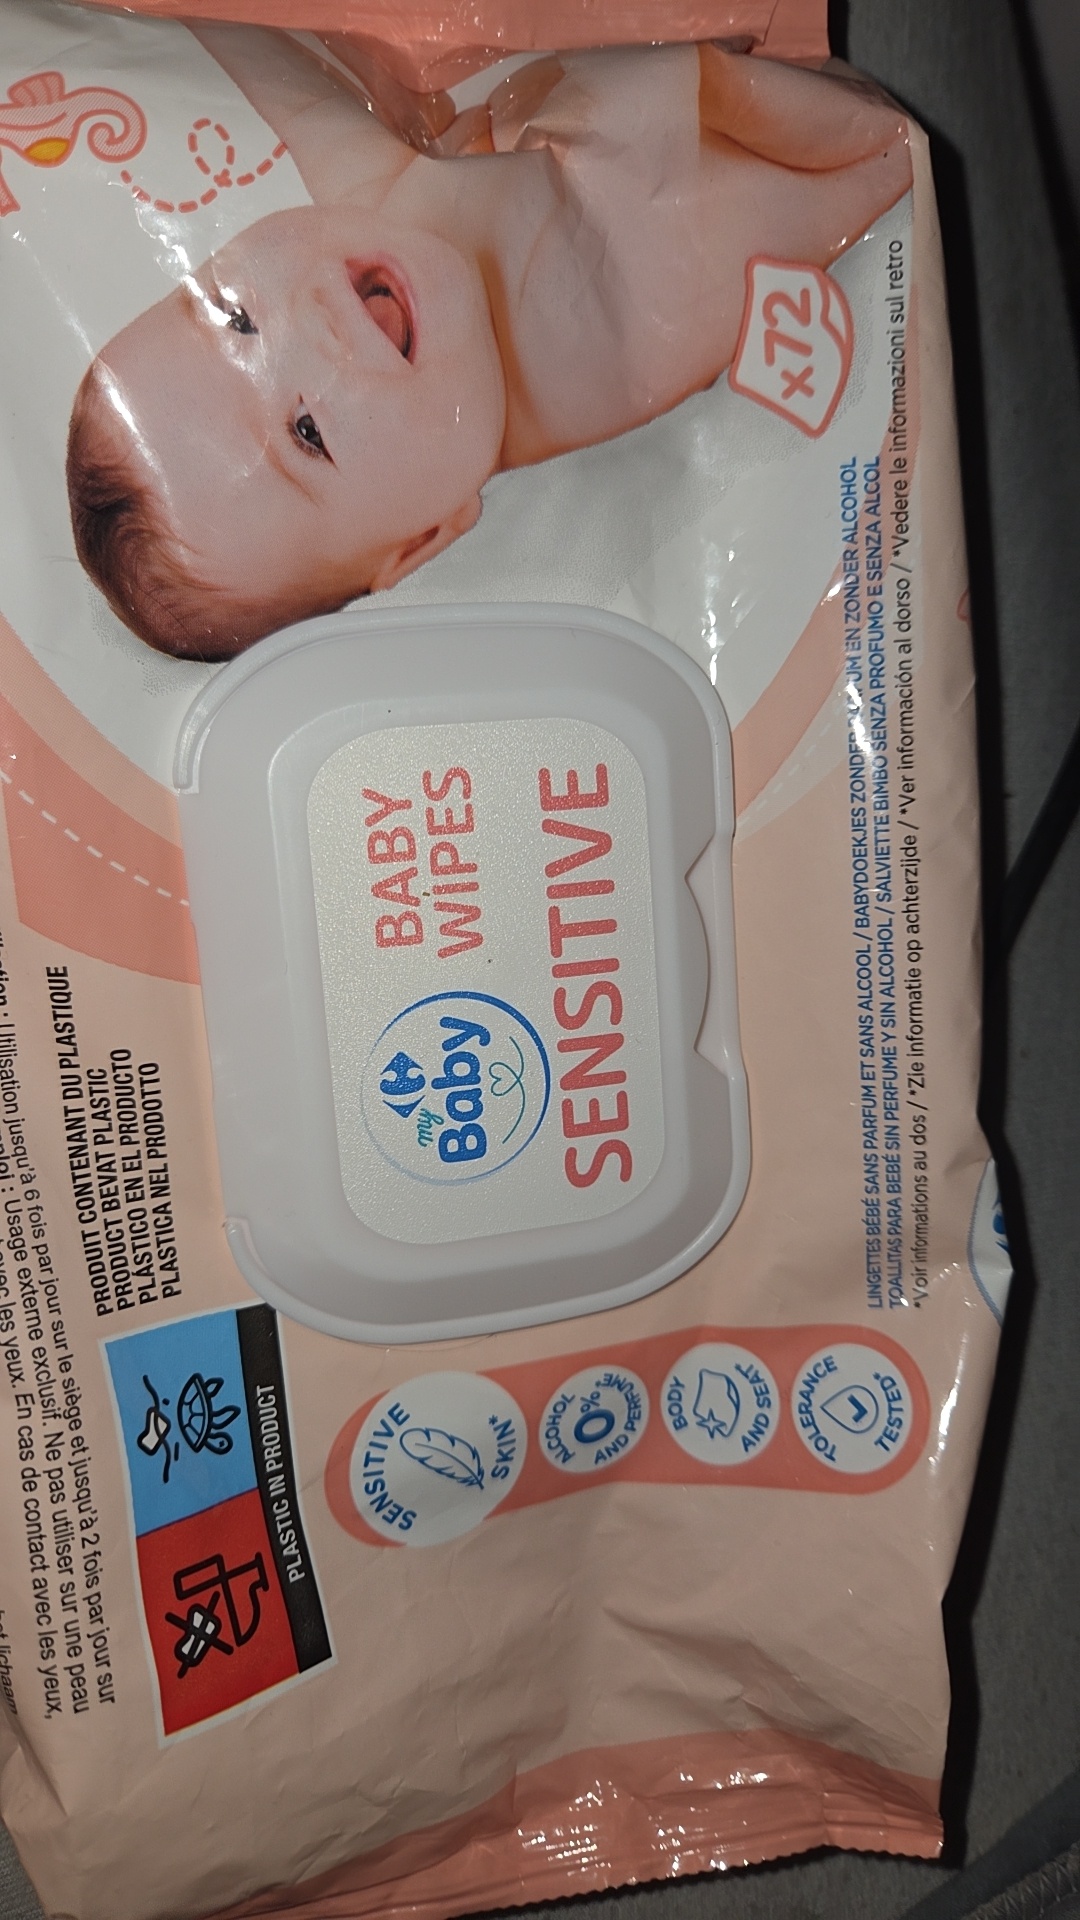 my
Baby
BABY
WIPES
SENSITIVE
x72
PRODUIT CONTENANT DU PLASTIQUE
PRODUCT BEVAT PLASTIC
PLÁSTICO EN EL PRODUCTO
PLASTICA NEL PRODOTTO
PLASTIC IN PRODUCT
SENSITIVE
SKIN*
ALCOHOL
0%
AND PERFUME
BODY
AND SEAT
TOLERANCE
TESTED*
LINGETTES BÉBÉ SANS PARFUM ET SANS ALCOOL / BABYDOEKJES ZONDER PARFUM EN ZONDER ALCOHOL
TOALLITAS PARA BEBÉ SIN PERFUME Y SIN ALCOHOL / SALVIETTE BIMBO SENZA PROFUMO E SENZA ALCOL
*Voir informations au dos / *Zie informatie op achterzijde / *Ver información al dorso / *Vedere le informazioni sul retro
Utilisation jusqu'à 6 fois par jour sur le siège et jusqu'à 2 fois par jour sur
: Usage externe exclusif. Ne pas utiliser sur une peau
avec les yeux. En cas de contact avec les yeux,